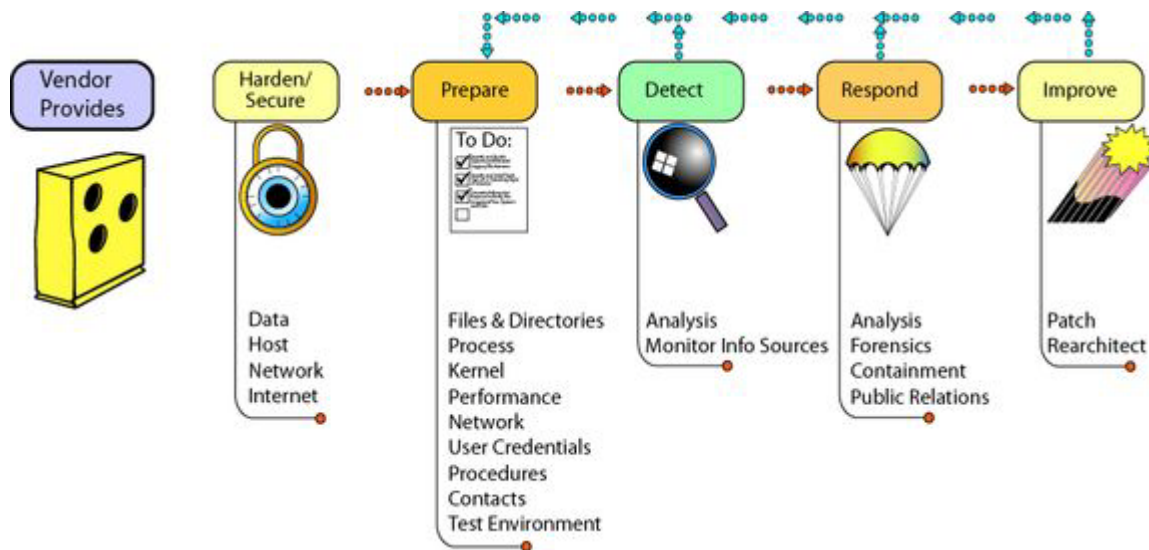 Vendor
Provides
Harden/
Secure
Prepare
Detect
Respond
Improve
To Do:
Data
Host
Network
Internet
Files & Directories
Process
Kernel
Performance
Network
User Credentials
Procedures
Contacts
Test Environment
Analysis
Monitor Info Sources
Analysis
Forensics
Containment
Public Relations
Patch
Rearchitect